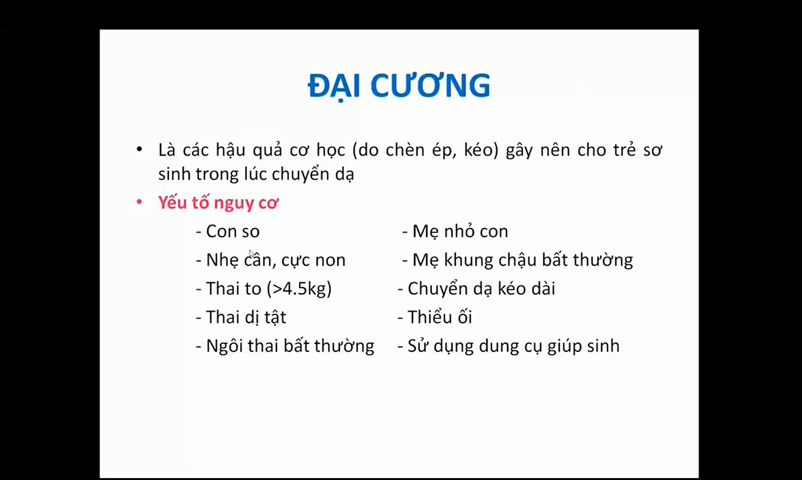 ĐẠI CƯƠNG
• Là các hậu quả cơ học (do chèn ép, kéo) gây nên cho trẻ sơ
sinh trong lúc chuyển dạ
• Yếu tố nguy cơ
- Con so - Mẹ nhỏ con
- Nhẹ cân, cực non - Mẹ khung chậu bất thường
- Thai to (>4.5kg) - Chuyển dạ kéo dài
- Thai dị tật - Thiểu ối
- Ngôi thai bất thường - Sử dụng dung cụ giúp sinh